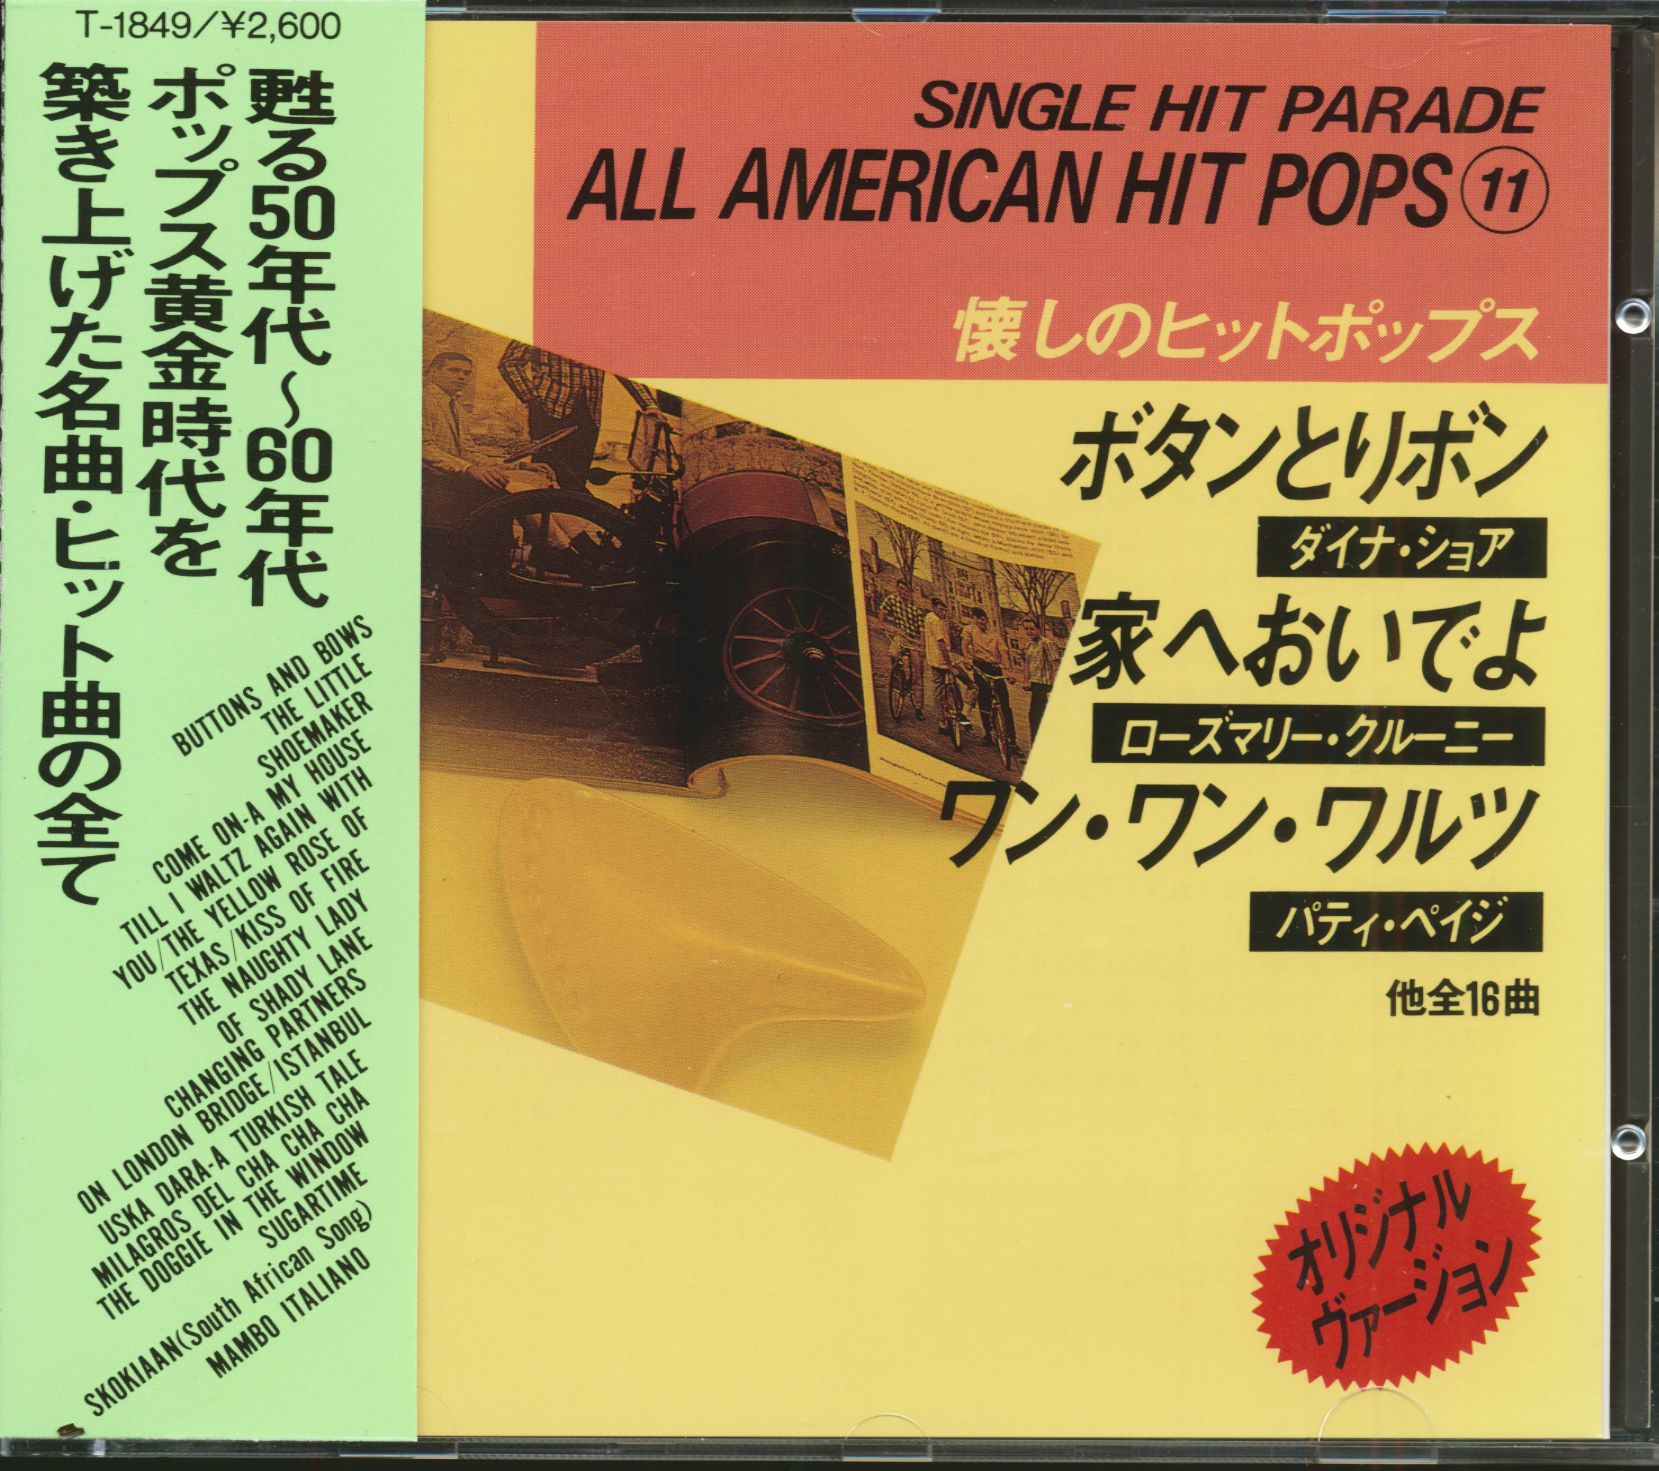 T-1849/¥2,600
甦る50年代〜60年代
ポップス黄金時代を
築き上げた名曲・ヒット曲の全て
BUTTONS AND BOWS
THE LITTLE
SHOEMAKER
COME ON-A MY HOUSE
TILL I WALTZ AGAIN WITH
YOU/THE YELLOW ROSE OF
TEXAS/KISS OF FIRE
THE NAUGHTY LADY
OF SHADY LANE
CHANGING PARTNERS
ON LONDON BRIDGE/ISTANBUL
USKA DARA-A TURKISH TALE
MILAGROS DEL CHA CHA CHA
THE DOGGIE IN THE WINDOW
SUGARTIME
SKOKIAAN(South African Song)
MAMBO ITALIANO
SINGLE HIT PARADE
ALL AMERICAN HIT POPS 11
懐しのヒットポップス
ボタンとリボン
ダイナ・ショア
家へおいでよ
ローズマリー・クルーニー
ワン・ワン・ワルツ
パティ・ペイジ
他全16曲
オリジナル
ヴァージョン